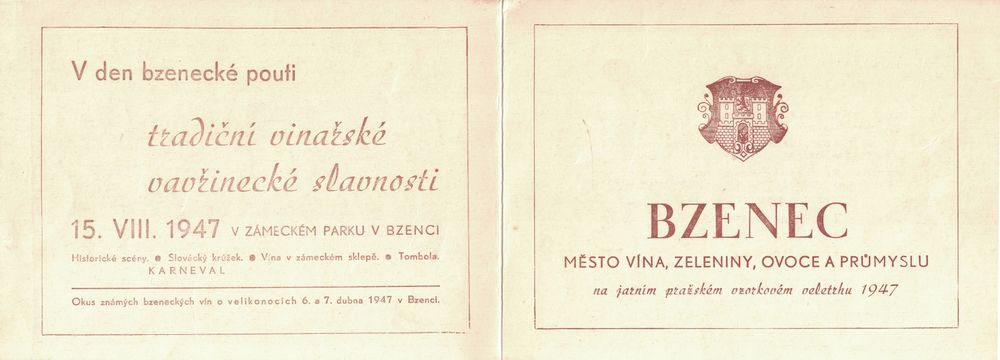 V den bzenecké pouti
tradiční vinařské
vavřinecké slavnosti
15. VIII. 1947 V ZÁMECKÉM PARKU V BZENCI
Historické scény. ● Slovácký krúžek. ● Vína v zámeckém sklepě. ● Tombola.
KARNEVAL
Okus známých bzeneckých vín o velikonocích 6. a 7. dubna 1947 v Bzenci.
BZENEC
MĚSTO VÍNA, ZELENINY, OVOCE A PRŮMYSLU
na jarním pražském vzorkovém veletrhu 1947